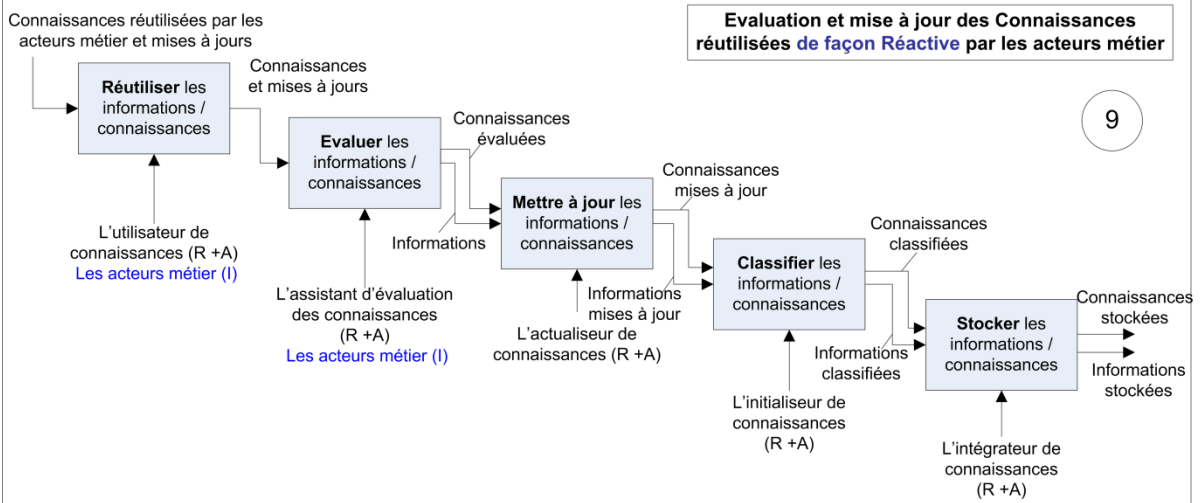 Connaissances réutilisées par les
acteurs métier et mises à jours
Evaluation et mise à jour des Connaissances
réutilisées de façon Réactive par les acteurs métier
9
Réutiliser les
informations /
connaissances
Connaissances
et mises à jours
L'utilisateur de
connaissances (R +A)
Les acteurs métier (I)
Evaluer les
informations /
connaissances
Connaissances
évaluées
Informations
L'assistant d'évaluation
des connaissances
(R +A)
Les acteurs métier (I)
Mettre à jour les
informations /
connaissances
Connaissances
mises à jour
Informations
mises à jour
L'actualiseur de
connaissances (R +A)
Classifier les
informations /
connaissances
Connaissances
classifiées
Informations
classifiées
L'initialiseur de
connaissances
(R +A)
Stocker les
informations /
connaissances
Connaissances
stockées
Informations
stockées
L'intégrateur de
connaissances
(R +A)